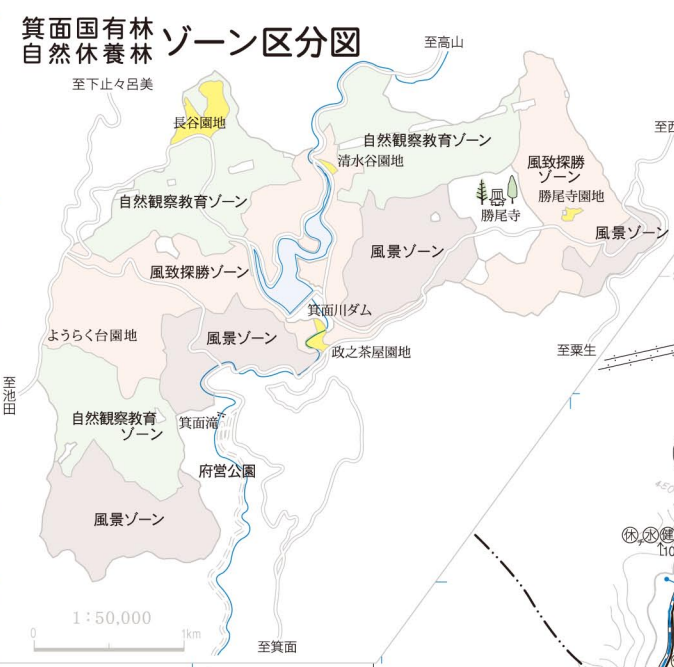 箕面国有林
自然休養林
ゾーン区分図
至高山
至下止々呂美
長谷園地
自然観察教育ゾーン
清水谷園地
至西
風致探勝
ゾーン
勝尾寺園地
自然観察教育ゾーン
勝尾寺
風景ゾーン
風景ゾーン
風致探勝ゾーン
箕面川ダム
ようらく台園地
風景ゾーン
政之茶屋園地
至粟生
至池田
自然観察教育
ゾーン
箕面滝
府営公園
風景ゾーン
休 水 健
1:50,000
0
1km
至箕面